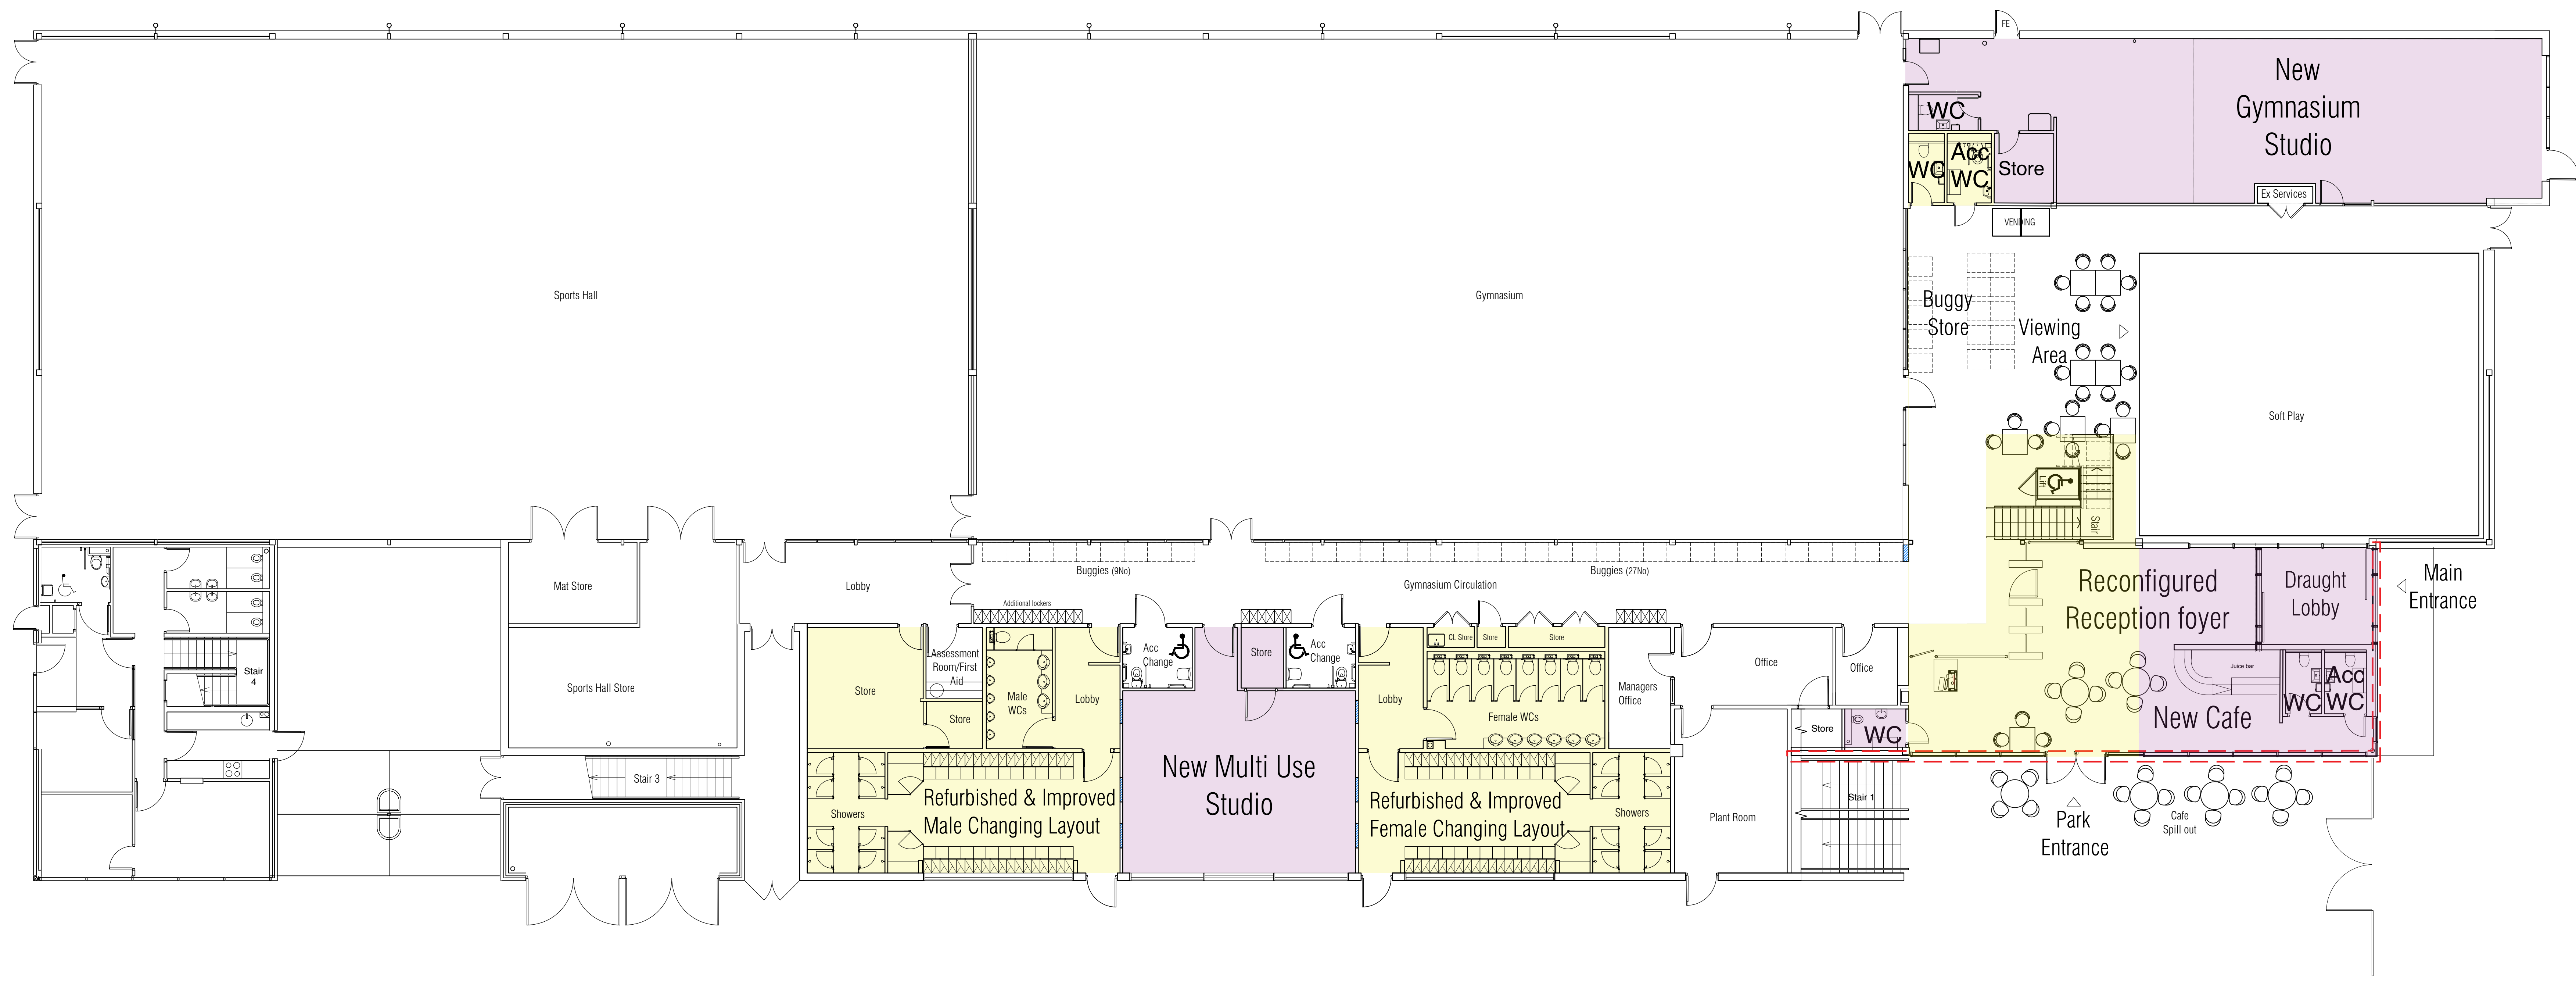 FE
New
Gymnasium
Studio
WC
WC
Acc
WC
Store
Ex Services
VENDING
Sports Hall
Gymnasium
Buggy
Store
Viewing
Area
Soft Play
Lift
Stair
Mat Store
Lobby
Buggies (9No)
Gymnasium Circulation
Buggies (27No)
Additional lockers
Reconfigured
Reception foyer
Draught
Lobby
Main
Entrance
Stair
4
Sports Hall Store
Store
Assessment
Room/First
Aid
Store
Male
WCs
Lobby
Acc
Change
Store
Acc
Change
Lobby
CL Store
Store
Store
Female WCs
Managers
Office
Office
Office
Juice bar
WC
Acc
WC
New Cafe
Store
WC
Stair 3
New Multi Use
Studio
Showers
Refurbished & Improved
Male Changing Layout
Refurbished & Improved
Female Changing Layout
Showers
Plant Room
Stair 1
Park
Entrance
Cafe
Spill out